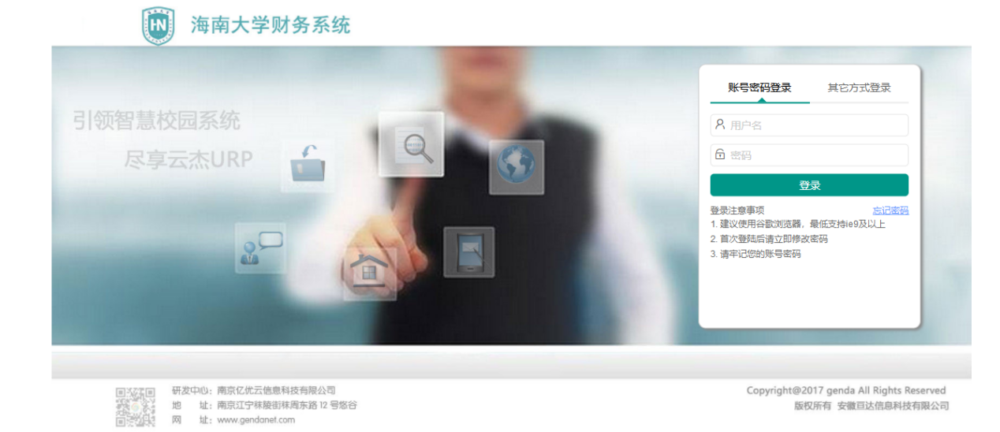 HN
海南大学财务系统
引领智慧校园系统
尽享云杰URP
账号密码登录 其它方式登录
用户名
密码
登录
登录注意事项 忘记密码
1. 建议使用谷歌浏览器，最低支持ie9及以上
2. 首次登陆后请立即修改密码
3. 请牢记您的账号密码
研发中心：南京亿优云信息科技有限公司
地 址：南京江宁秣陵街秣周东路 12 号悠谷
网 址：www.gendanet.com
Copyright@2017 genda All Rights Reserved
版权所有 安徽亘达信息科技有限公司